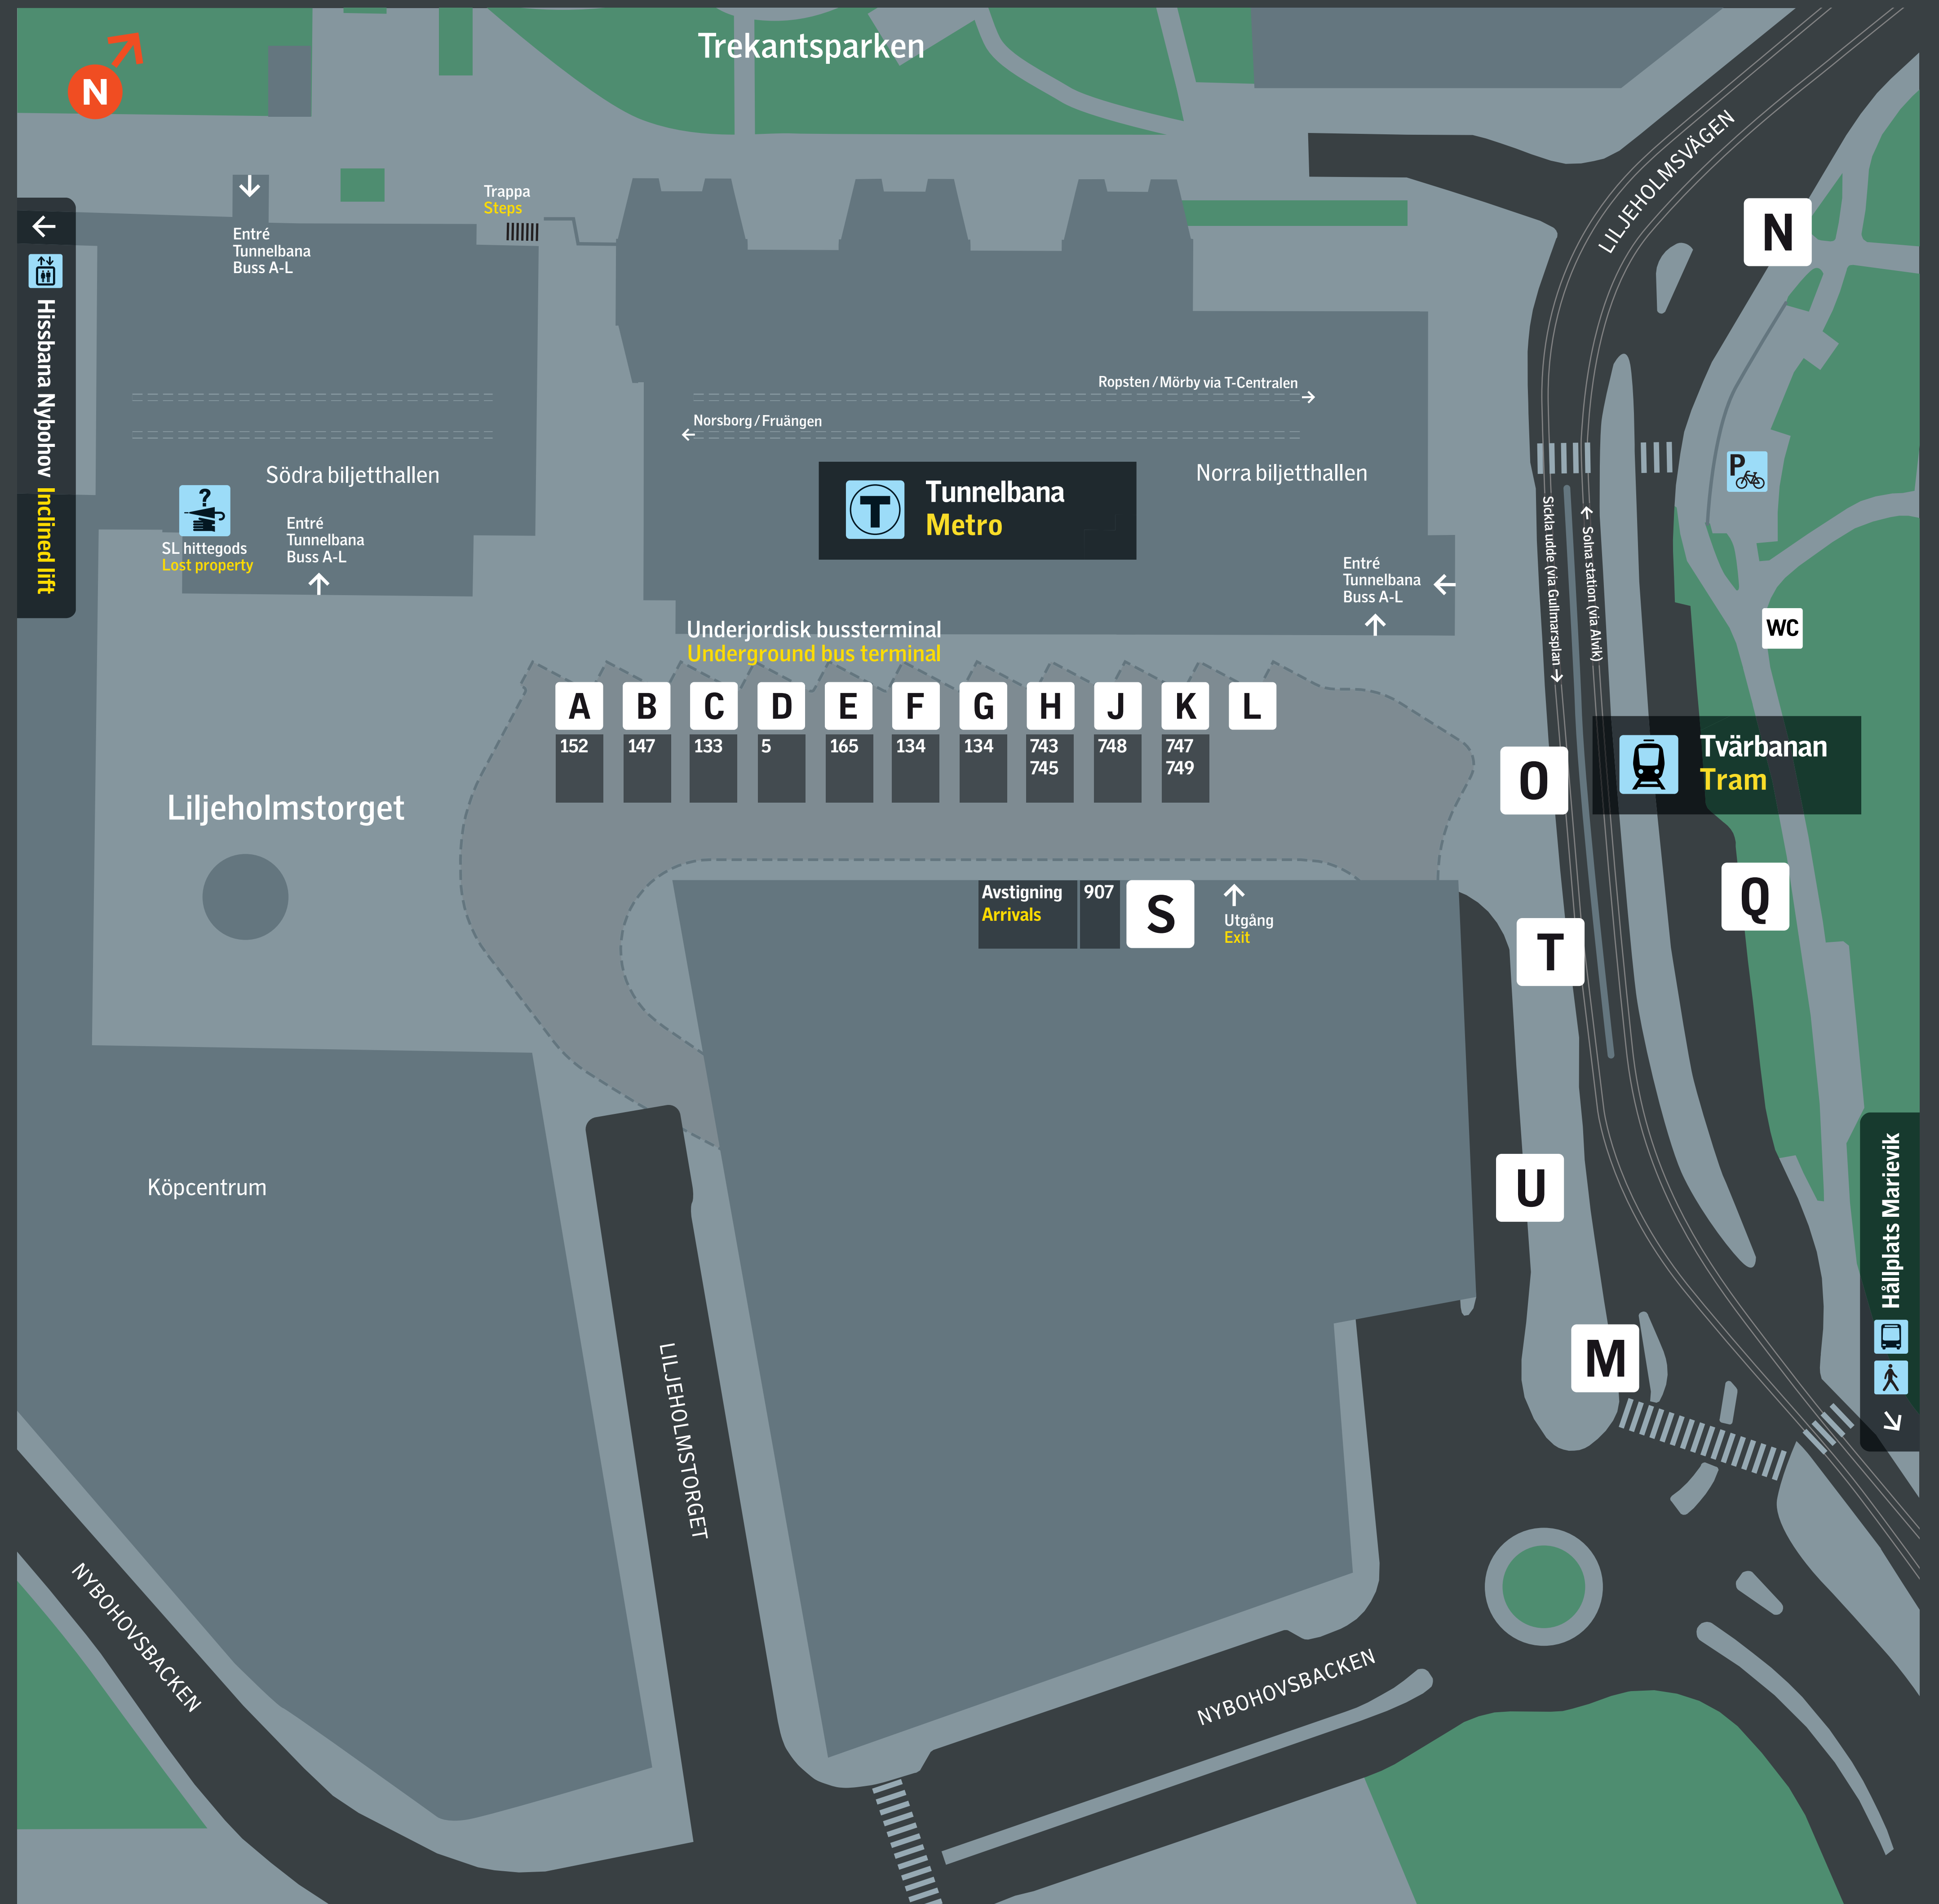 Trekantsparken
N
LILJEHOLMSVÄGEN
N
Trappa
Steps
Entré
Tunnelbana
Buss A-L
Hissbana Nybohov Inclined lift
Ropsten / Mörby via T-Centralen
Norsborg / Fruängen
Södra biljetthallen
Norra biljetthallen
T
Tunnelbana
Metro
P
?
SL hittegods
Lost property
Entré
Tunnelbana
Buss A-L
Entré
Tunnelbana
Buss A-L
Sickla udde (via Gullmarsplan)
Solna station (via Alvik)
WC
Underjordisk bussterminal
Underground bus terminal
A B C D E F G H J K L
152 147 133 5 165 134 134 743 748 747
745 749
Tvärbanan
Tram
O
Liljeholmstorget
Q
Avstigning 907
Arrivals
S
Utgång
Exit
T
Köpcentrum
U
Hållplats Marievik
M
LILJEHOLMSTORGET
NYBOHOVSBACKEN
NYBOHOVSBACKEN